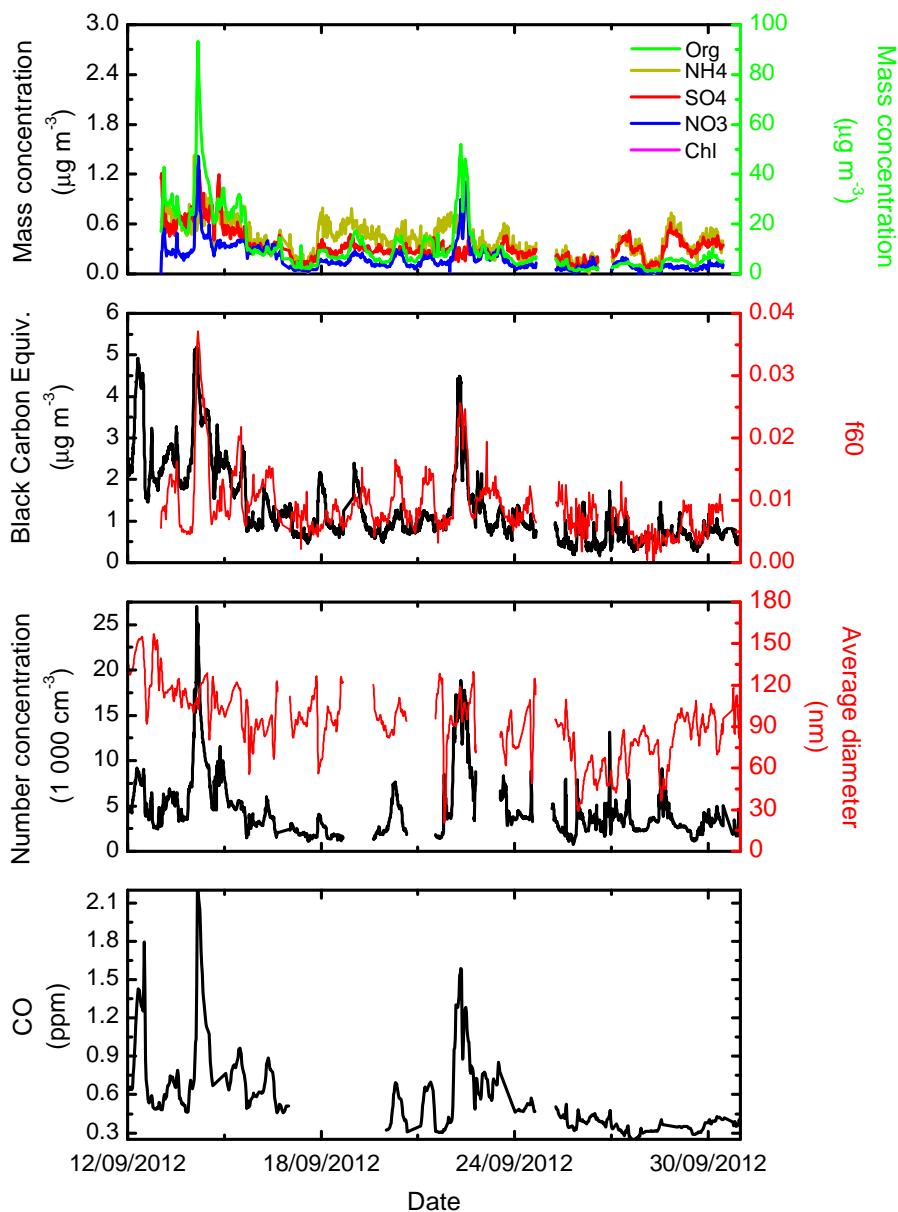 3.0
2.4
1.8
1.2
0.6
0.0
Mass concentration
(μg m⁻³)
Org
NH4
SO4
NO3
Chl
100
80
60
40
20
0
Mass concentration
(μg m⁻³)
6
5
4
3
2
1
0
Black Carbon Equiv.
(μg m⁻³)
0.04
0.03
0.02
0.01
0.00
f60
25
20
15
10
5
0
Number concentration
(1 000 cm⁻³)
180
150
120
90
60
30
0
Average diameter
(nm)
2.1
1.8
1.5
1.2
0.9
0.6
0.3
CO
(ppm)
12/09/2012 18/09/2012 24/09/2012 30/09/2012
Date